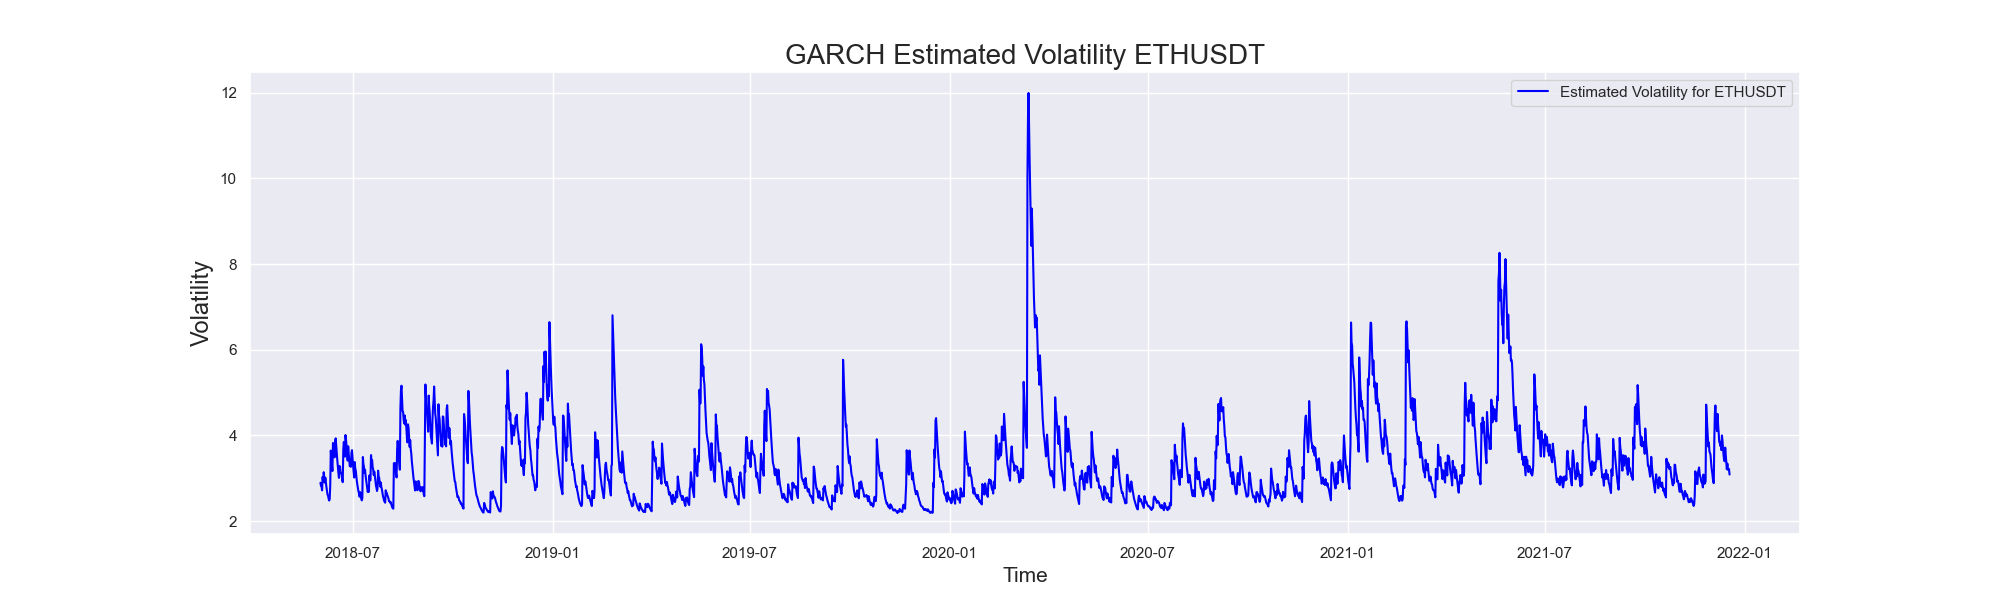 GARCH Estimated Volatility ETHUSDT
Estimated Volatility for ETHUSDT
Volatility
12
10
8
6
4
2
2018-07 2019-01 2019-07 2020-01 2020-07 2021-01 2021-07 2022-01
Time